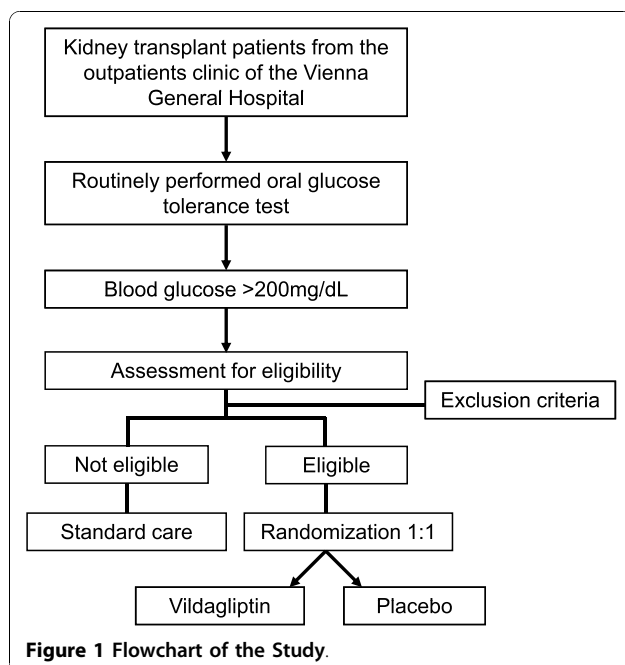 Kidney transplant patients from the
outpatients clinic of the Vienna
General Hospital
Routinely performed oral glucose
tolerance test
Blood glucose >200mg/dL
Assessment for eligibility
Exclusion criteria
Not eligible
Eligible
Standard care
Randomization 1:1
Vildagliptin
Placebo
Figure 1 Flowchart of the Study.